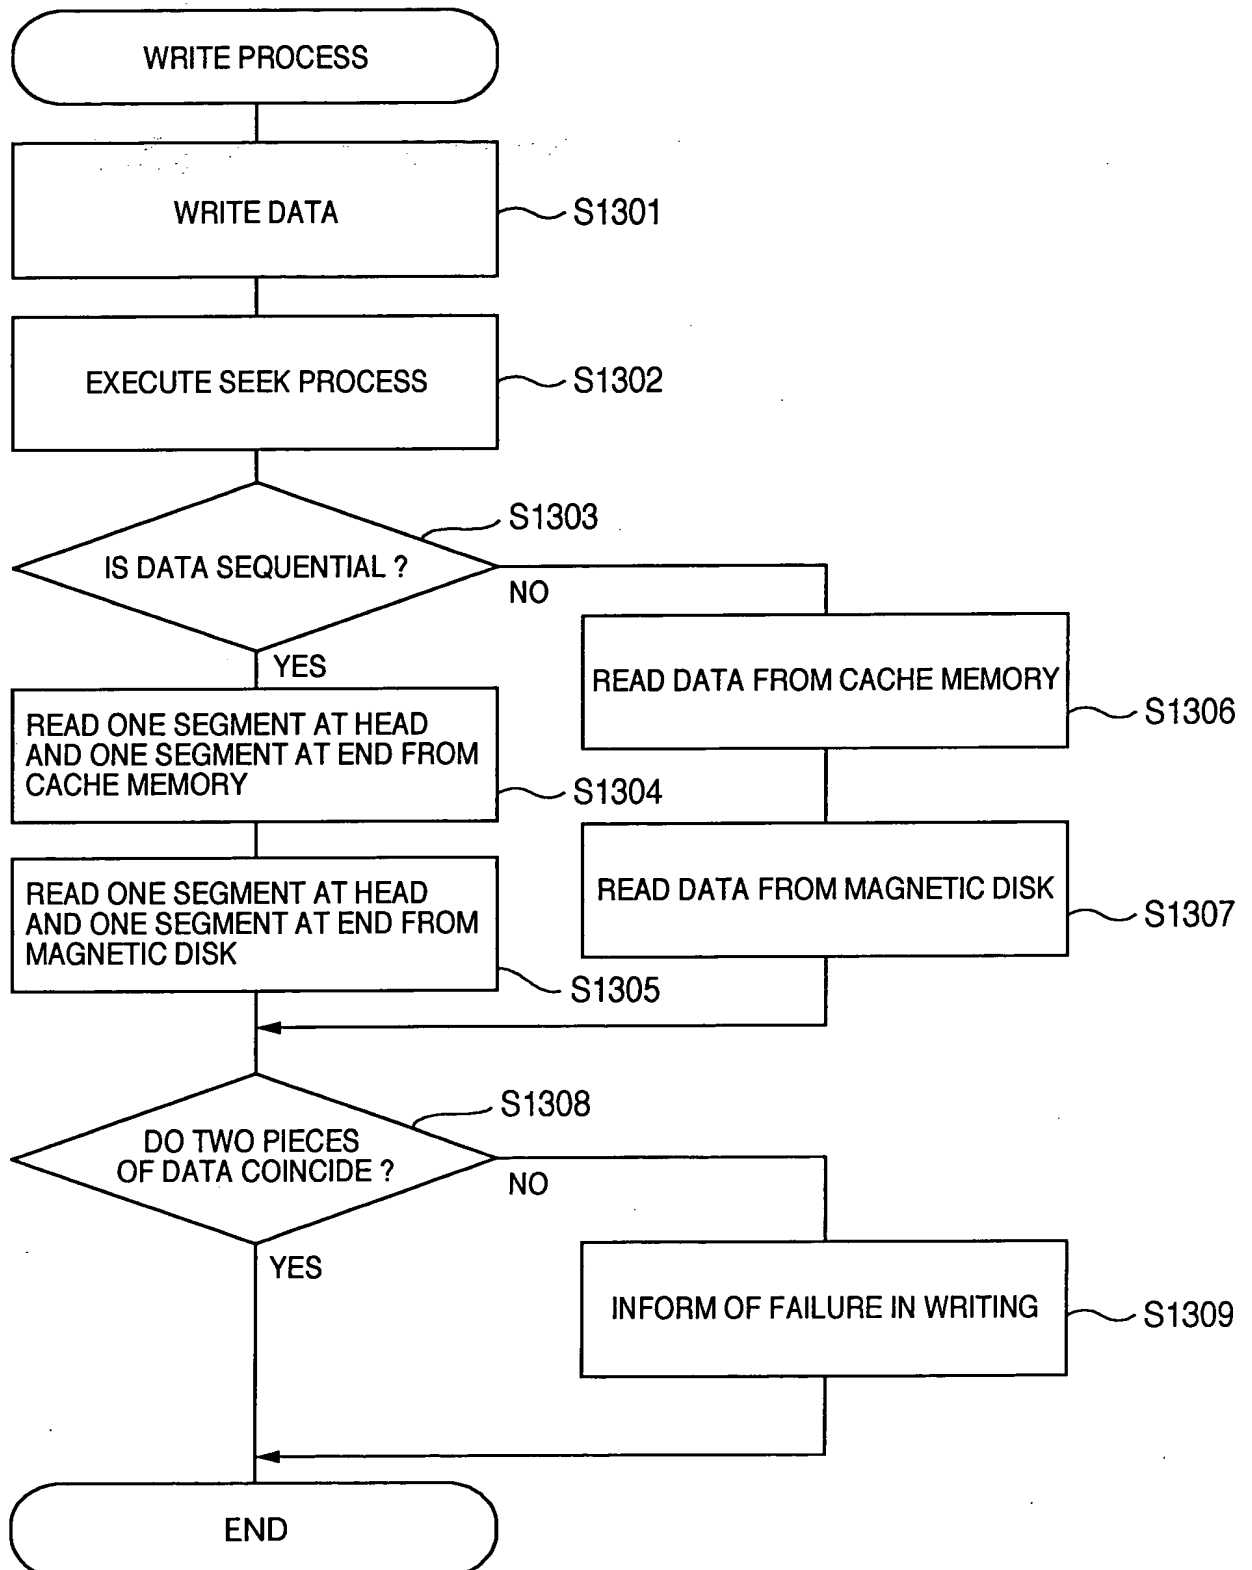 WRITE PROCESS
WRITE DATA
S1301
EXECUTE SEEK PROCESS
S1302
S1303
IS DATA SEQUENTIAL ?
NO
YES
READ ONE SEGMENT AT HEAD
AND ONE SEGMENT AT END FROM
CACHE MEMORY
S1304
READ DATA FROM CACHE MEMORY
S1306
READ ONE SEGMENT AT HEAD
AND ONE SEGMENT AT END FROM
MAGNETIC DISK
S1305
READ DATA FROM MAGNETIC DISK
S1307
S1308
DO TWO PIECES
OF DATA COINCIDE ?
NO
YES
INFORM OF FAILURE IN WRITING
S1309
END